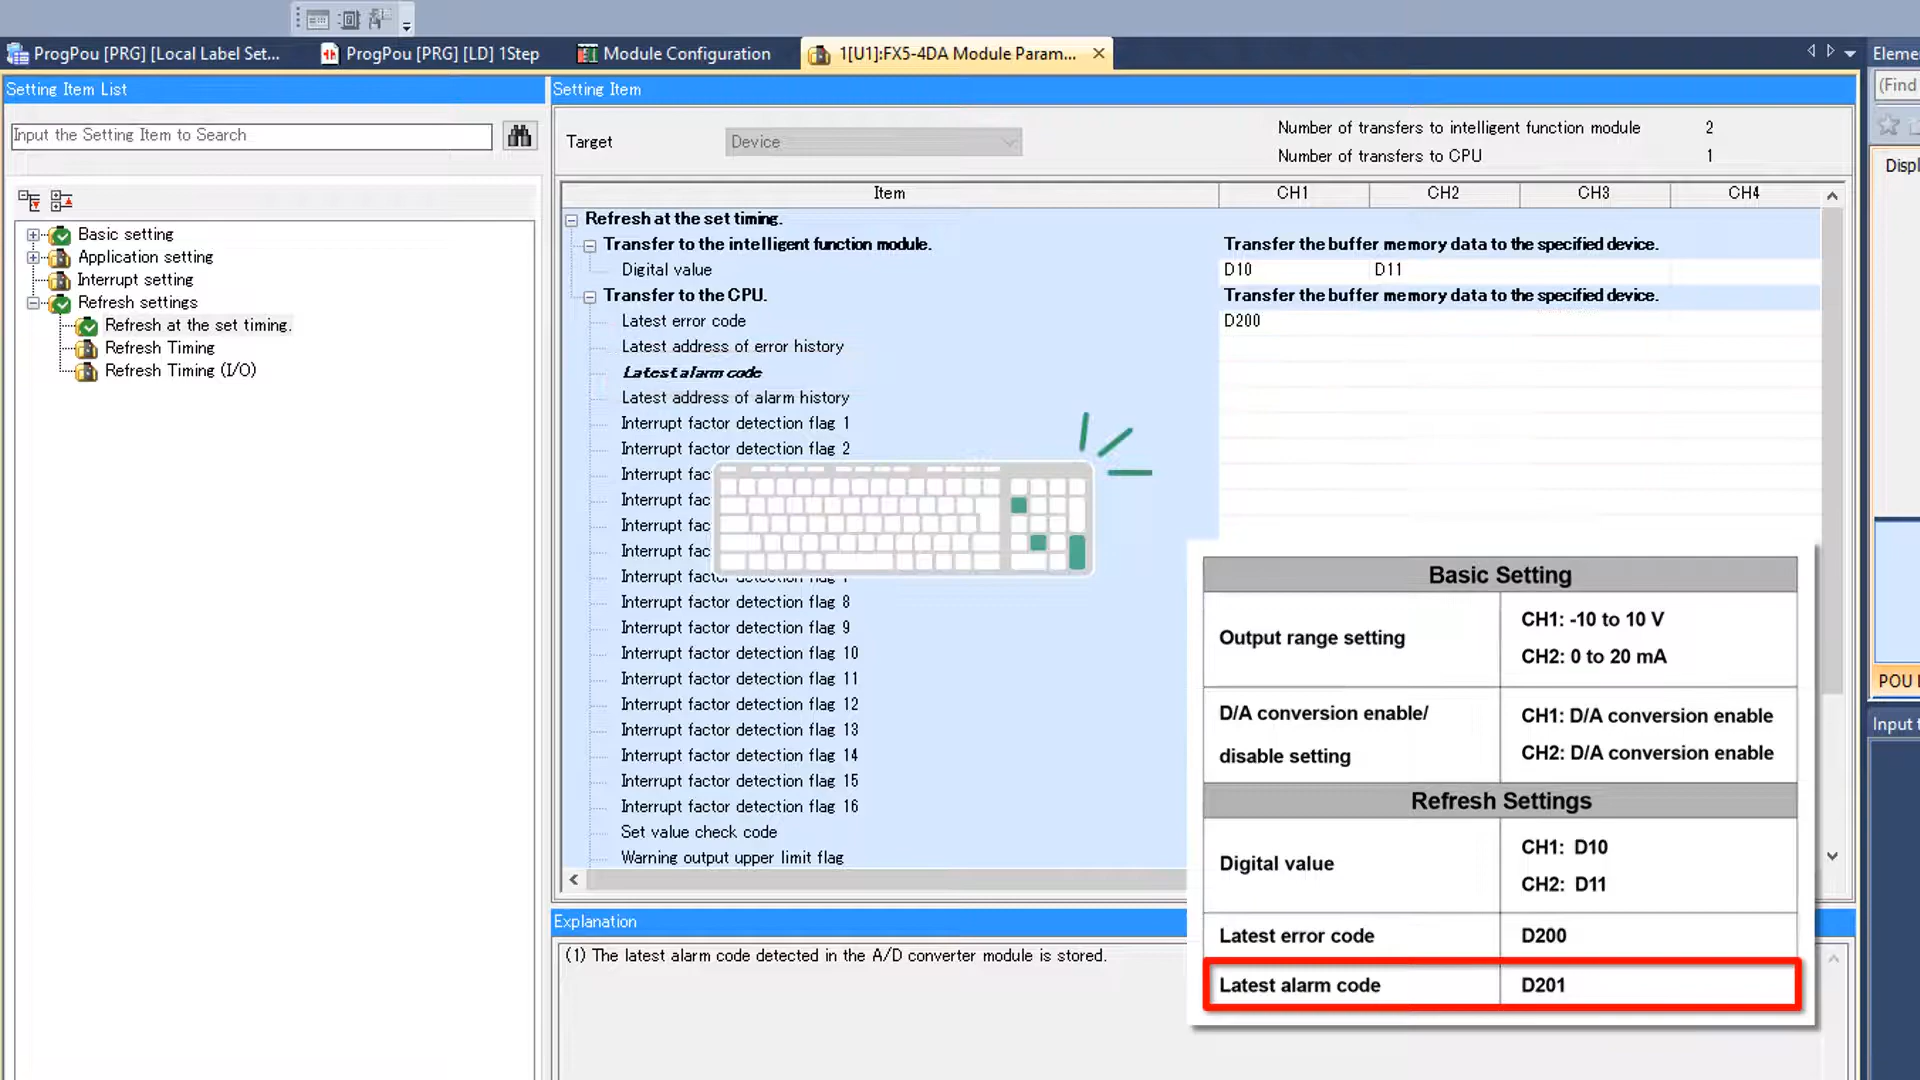 ProgPou [PRG] [Local Label Set...
ProgPou [PRG] [LD] 1Step
Module Configuration
1[U1]:FX5-4DA Module Param...
Eleme
Setting Item List
Setting Item
(Find
Input the Setting Item to Search
Target
Device
Number of transfers to intelligent function module 2
Number of transfers to CPU 1
Displ
Item CH1 CH2 CH3 CH4
Basic setting
Application setting
Interrupt setting
Refresh settings
Refresh at the set timing.
Refresh Timing
Refresh Timing (I/O)
Refresh at the set timing.
Transfer to the intelligent function module. Transfer the buffer memory data to the specified device.
Digital value D10 D11
Transfer to the CPU. Transfer the buffer memory data to the specified device.
Latest error code D200
Latest address of error history
Latest alarm code
Latest address of alarm history
Interrupt factor detection flag 1
Interrupt factor detection flag 2
Interrupt fac
Interrupt fac
Interrupt fac
Interrupt fac
Interrupt factor detection flag 8
Interrupt factor detection flag 9
Interrupt factor detection flag 10
Interrupt factor detection flag 11
Interrupt factor detection flag 12
Interrupt factor detection flag 13
Interrupt factor detection flag 14
Interrupt factor detection flag 15
Interrupt factor detection flag 16
Set value check code
Warning output upper limit flag
Explanation
(1) The latest alarm code detected in the A/D converter module is stored.
Basic Setting
Output range setting
CH1: -10 to 10 V
CH2: 0 to 20 mA
D/A conversion enable/
disable setting
CH1: D/A conversion enable
CH2: D/A conversion enable
Refresh Settings
Digital value
CH1: D10
CH2: D11
Latest error code D200
Latest alarm code D201
POU
Input t